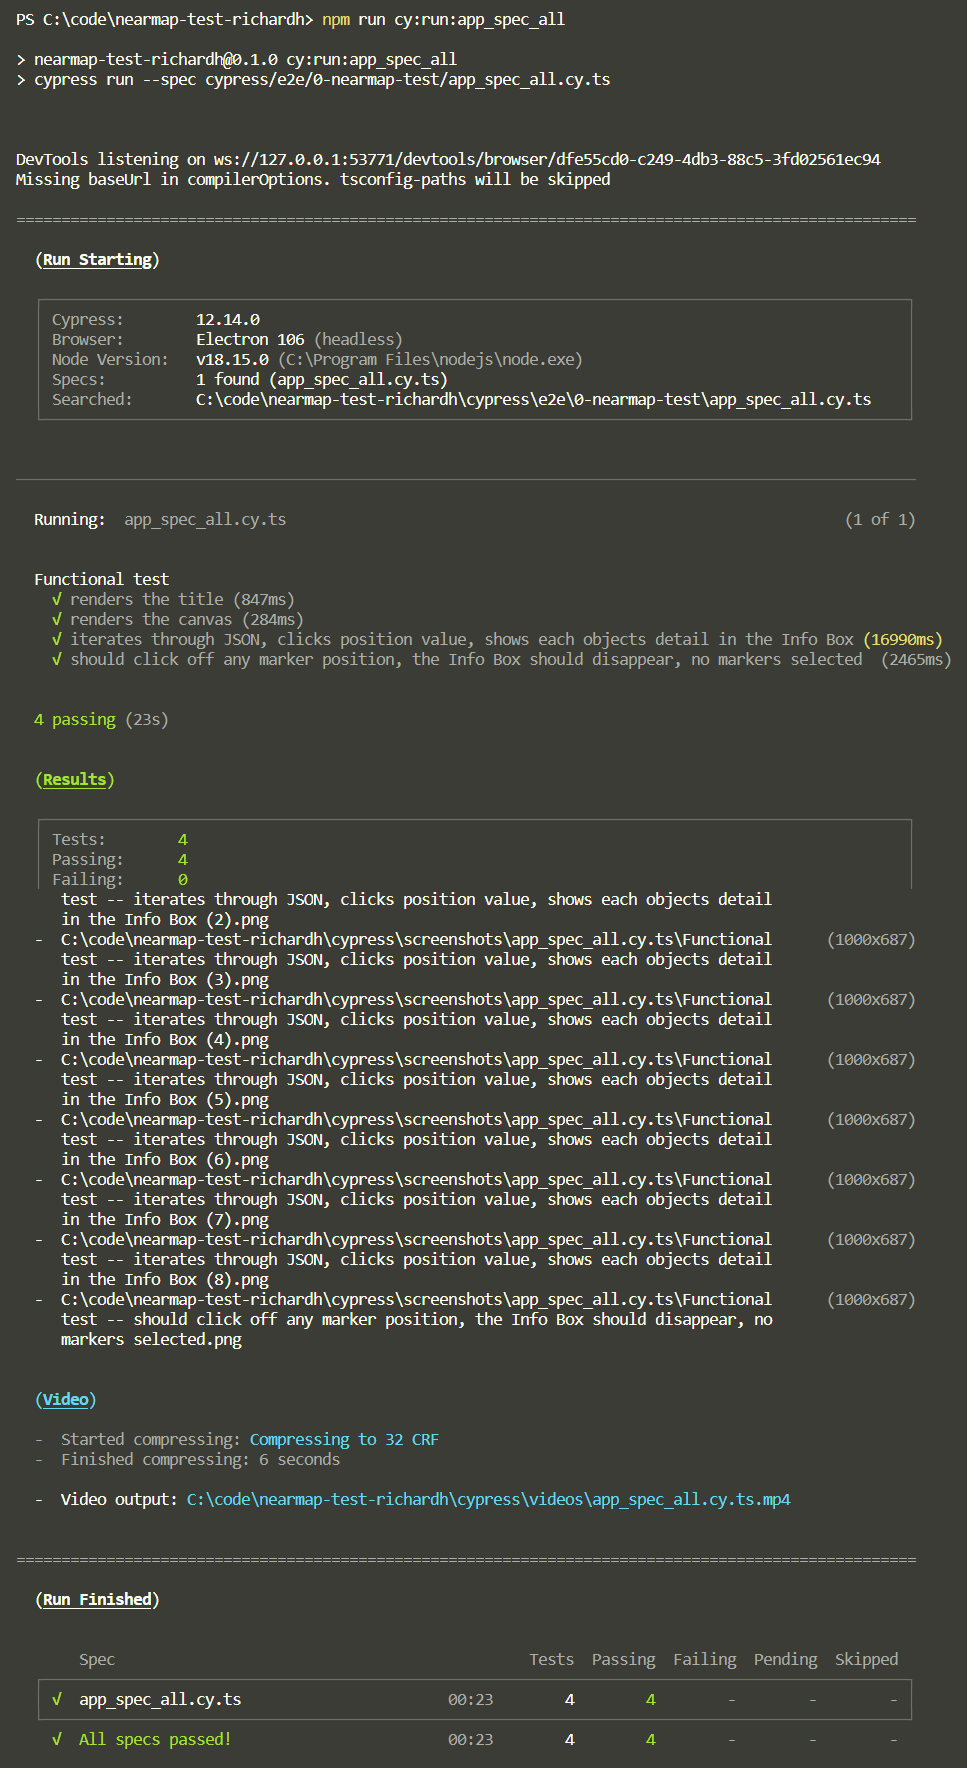 PS C:\code\nearmap-test-richardh> npm run cy:run:app_spec_all
> nearmap-test-richardh@0.1.0 cy:run:app_spec_all
> cypress run --spec cypress/e2e/0-nearmap-test/app_spec_all.cy.ts
DevTools listening on ws://127.0.0.1:53771/devtools/browser/dfe55cd0-c249-4db3-88c5-3fd02561ec94
Missing baseUrl in compilerOptions. tsconfig-paths will be skipped
====================================================================================================
(Run Starting)
Cypress: 12.14.0
Browser: Electron 106 (headless)
Node Version: v18.15.0 (C:\Program Files\nodejs\node.exe)
Specs: 1 found (app_spec_all.cy.ts)
Searched: C:\code\nearmap-test-richardh\cypress\e2e\0-nearmap-test\app_spec_all.cy.ts
Running: app_spec_all.cy.ts (1 of 1)
Functional test
√ renders the title (847ms)
√ renders the canvas (284ms)
√ iterates through JSON, clicks position value, shows each objects detail in the Info Box (16990ms)
√ should click off any marker position, the Info Box should disappear, no markers selected (2465ms)
4 passing (23s)
(Results)
Tests: 4
Passing: 4
Failing: 0
test -- iterates through JSON, clicks position value, shows each objects detail
in the Info Box (2).png
- C:\code\nearmap-test-richardh\cypress\screenshots\app_spec_all.cy.ts\Functional (1000x687)
test -- iterates through JSON, clicks position value, shows each objects detail
in the Info Box (3).png
- C:\code\nearmap-test-richardh\cypress\screenshots\app_spec_all.cy.ts\Functional (1000x687)
test -- iterates through JSON, clicks position value, shows each objects detail
in the Info Box (4).png
- C:\code\nearmap-test-richardh\cypress\screenshots\app_spec_all.cy.ts\Functional (1000x687)
test -- iterates through JSON, clicks position value, shows each objects detail
in the Info Box (5).png
- C:\code\nearmap-test-richardh\cypress\screenshots\app_spec_all.cy.ts\Functional (1000x687)
test -- iterates through JSON, clicks position value, shows each objects detail
in the Info Box (6).png
- C:\code\nearmap-test-richardh\cypress\screenshots\app_spec_all.cy.ts\Functional (1000x687)
test -- iterates through JSON, clicks position value, shows each objects detail
in the Info Box (7).png
- C:\code\nearmap-test-richardh\cypress\screenshots\app_spec_all.cy.ts\Functional (1000x687)
test -- iterates through JSON, clicks position value, shows each objects detail
in the Info Box (8).png
- C:\code\nearmap-test-richardh\cypress\screenshots\app_spec_all.cy.ts\Functional (1000x687)
test -- should click off any marker position, the Info Box should disappear, no
markers selected.png
(Video)
- Started compressing: Compressing to 32 CRF
- Finished compressing: 6 seconds
- Video output: C:\code\nearmap-test-richardh\cypress\videos\app_spec_all.cy.ts.mp4
====================================================================================================
(Run Finished)
Spec Tests Passing Failing Pending Skipped
√ app_spec_all.cy.ts 00:23 4 4 - - -
√ All specs passed! 00:23 4 4 - - -